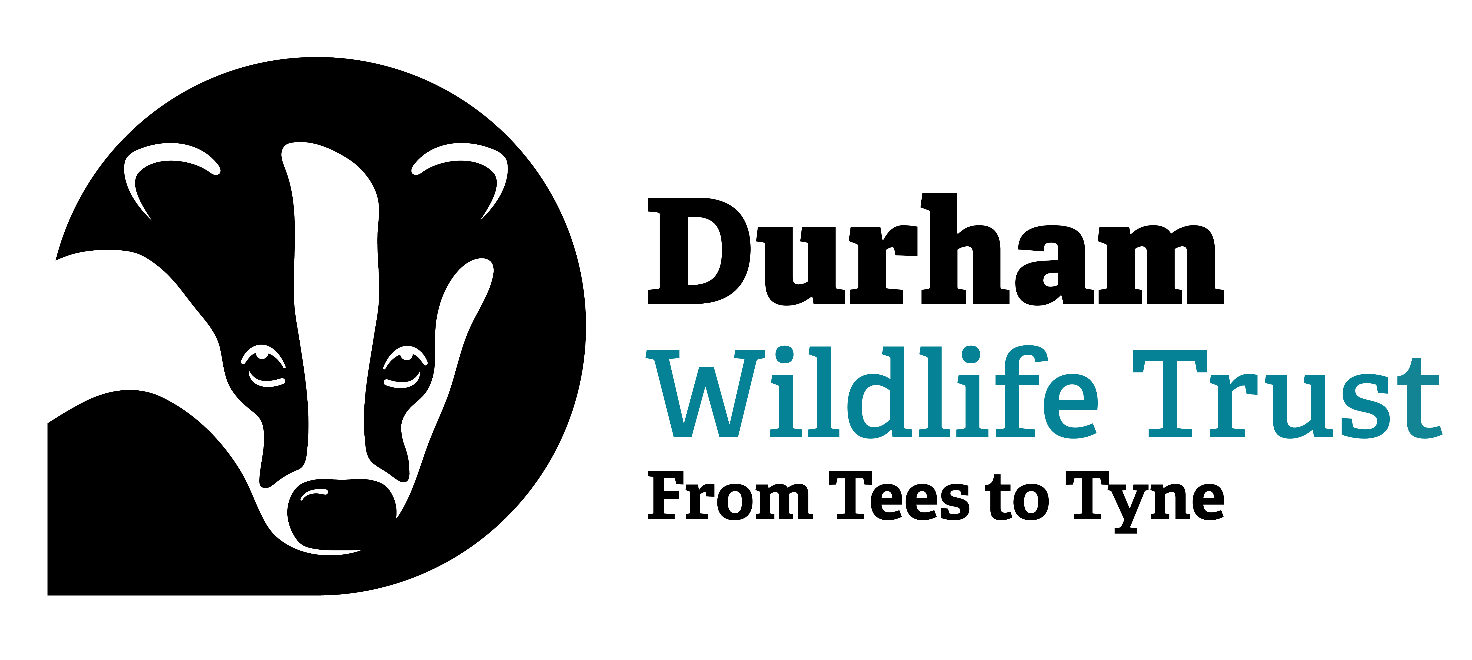 Durham
Wildlife Trust
From Tees to Tyne